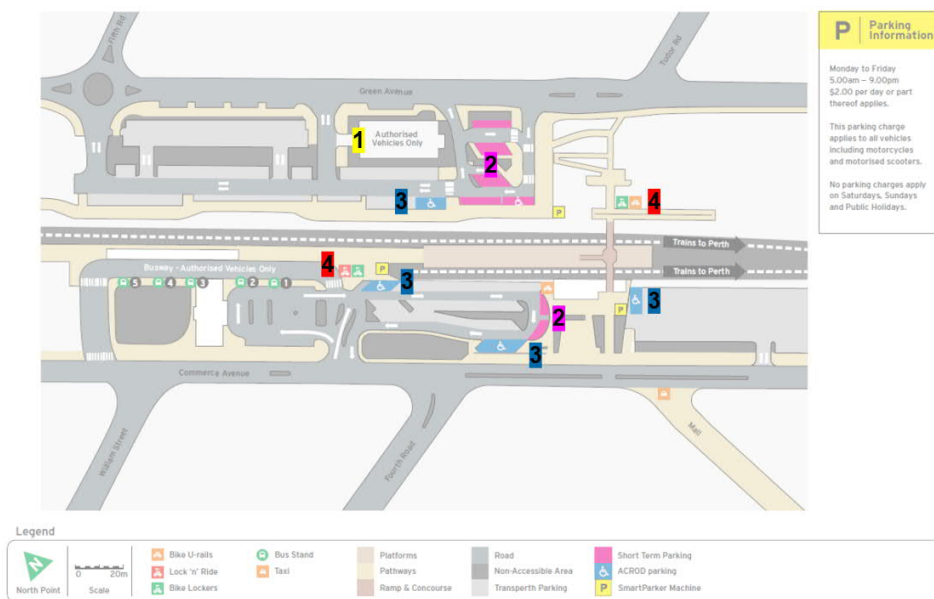 Fifth Rd
Tudor Rd
Green Avenue
1
Authorised
Vehicles Only
2
3
4
P
Trains to Perth
Busway - Authorised Vehicles Only
4
P
3
Trains to Perth
5
4
3
2
1
3
2
P
3
Commerce Avenue
William Street
Fourth Road
Mall
P
Parking
Information
Monday to Friday
5.00am - 9.00pm
$2.00 per day or part
thereof applies.
This parking charge
applies to all vehicles
including motorcycles
and motorised scooters.
No parking charges apply
on Saturdays, Sundays
and Public Holidays.
Legend
N
North Point
0 20m
Scale
Bike U-rails
Lock 'n' Ride
Bike Lockers
Bus Stand
Taxi
Platforms
Pathways
Ramp & Concourse
Road
Non-Accessible Area
Transperth Parking
Short Term Parking
ACROD parking
P SmartParker Machine